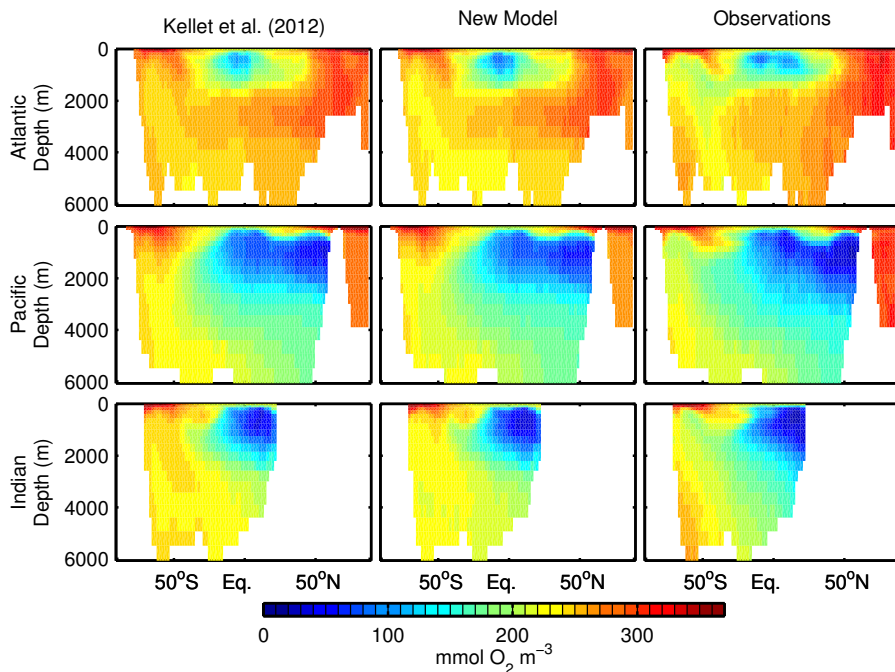 Kellet et al. (2012) New Model Observations
Atlantic
Depth (m)
0
2000
4000
6000
Pacific
Depth (m)
0
2000
4000
6000
Indian
Depth (m)
0
2000
4000
6000
50°S Eq. 50°N 50°S Eq. 50°N 50°S Eq. 50°N
0 100 200 300
mmol O₂ m⁻³